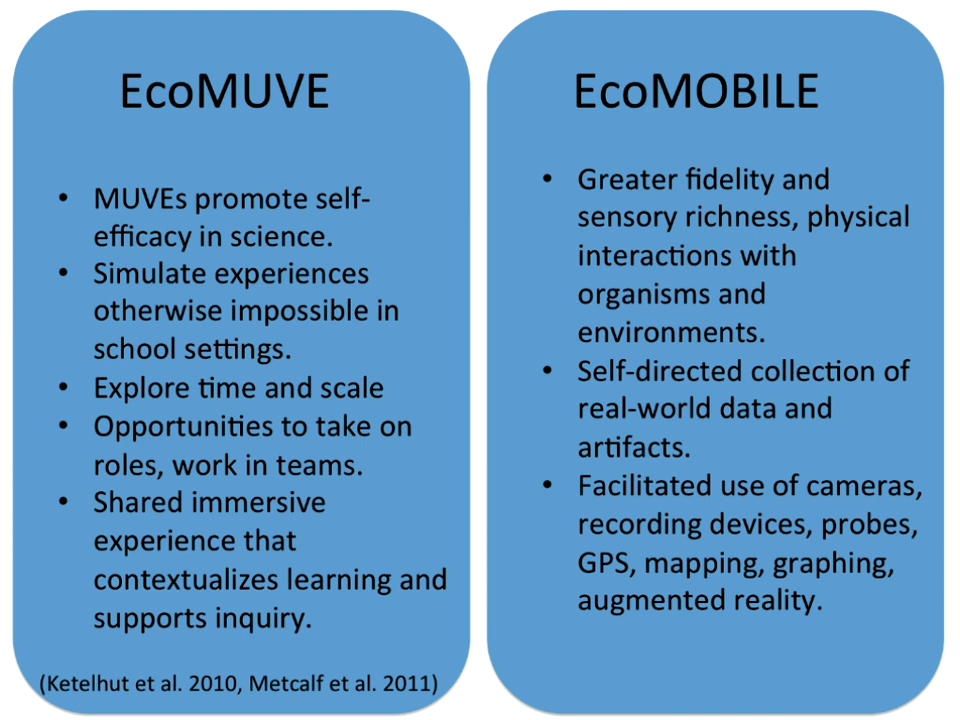 EcoMUVE
• MUVEs promote self-
efficacy in science.
• Simulate experiences
otherwise impossible in
school settings.
• Explore time and scale
• Opportunities to take on
roles, work in teams.
• Shared immersive
experience that
contextualizes learning and
supports inquiry.
(Ketelhut et al. 2010, Metcalf et al. 2011)
EcoMOBILE
• Greater fidelity and
sensory richness, physical
interactions with
organisms and
environments.
• Self-directed collection of
real-world data and
artifacts.
• Facilitated use of cameras,
recording devices, probes,
GPS, mapping, graphing,
augmented reality.